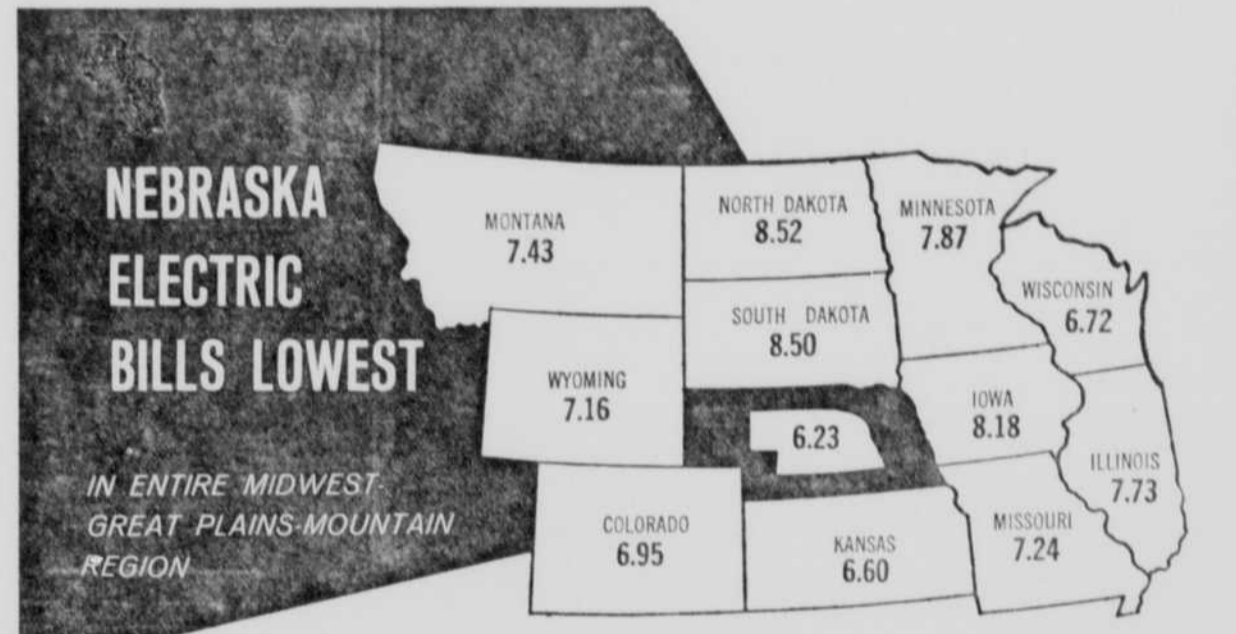 NEBRASKA
ELECTRIC
BILLS LOWEST
IN ENTIRE MIDWEST-
GREAT PLAINS-MOUNTAIN
REGION
MONTANA
7.43
NORTH DAKOTA
8.52
MINNESOTA
7.87
WISCONSIN
6.72
SOUTH DAKOTA
8.50
WYOMING
7.16
6.23
IOWA
8.18
ILLINOIS
7.73
COLORADO
6.95
KANSAS
6.60
MISSOURI
7.24